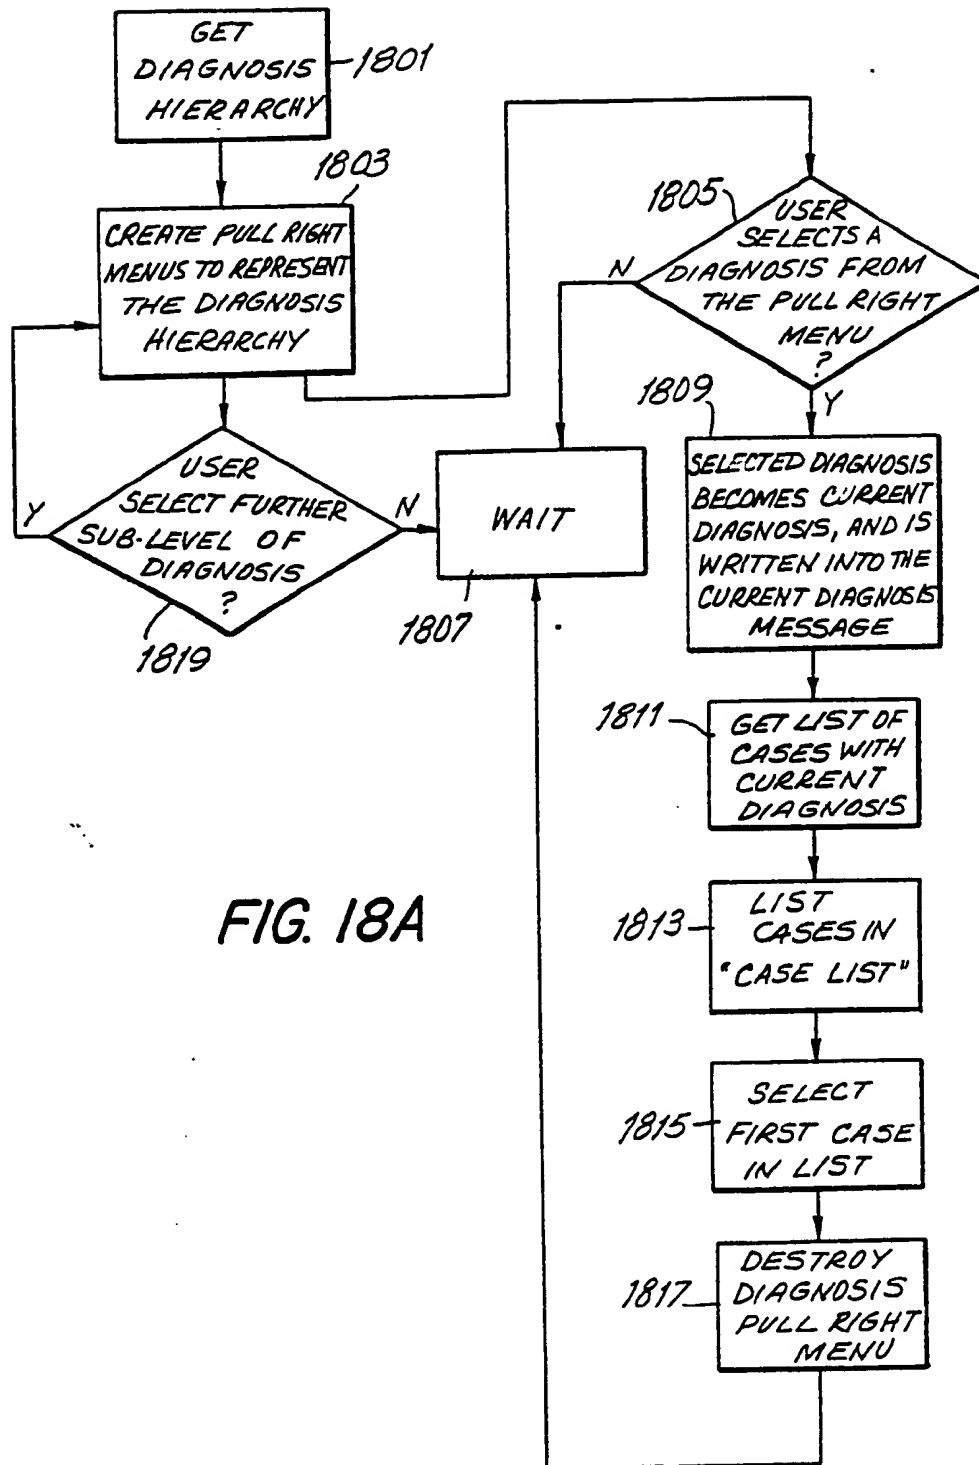 GET
DIAGNOSIS
HIERARCHY
1801
1803
CREATE PULL RIGHT
MENUS TO REPRESENT
THE DIAGNOSIS
HIERARCHY
USER
SELECT FURTHER
SUB-LEVEL OF
DIAGNOSIS
?
Y
N
1819
WAIT
1807
1805
USER
SELECTS A
DIAGNOSIS FROM
THE PULL RIGHT
MENU
?
N
Y
1809
SELECTED DIAGNOSIS
BECOMES CURRENT
DIAGNOSIS, AND IS
WRITTEN INTO THE
CURRENT DIAGNOSIS
MESSAGE
1811
GET LIST OF
CASES WITH
CURRENT
DIAGNOSIS
1813
LIST
CASES IN
"CASE LIST"
1815
SELECT
FIRST CASE
IN LIST
1817
DESTROY
DIAGNOSIS
PULL RIGHT
MENU
FIG. 18A